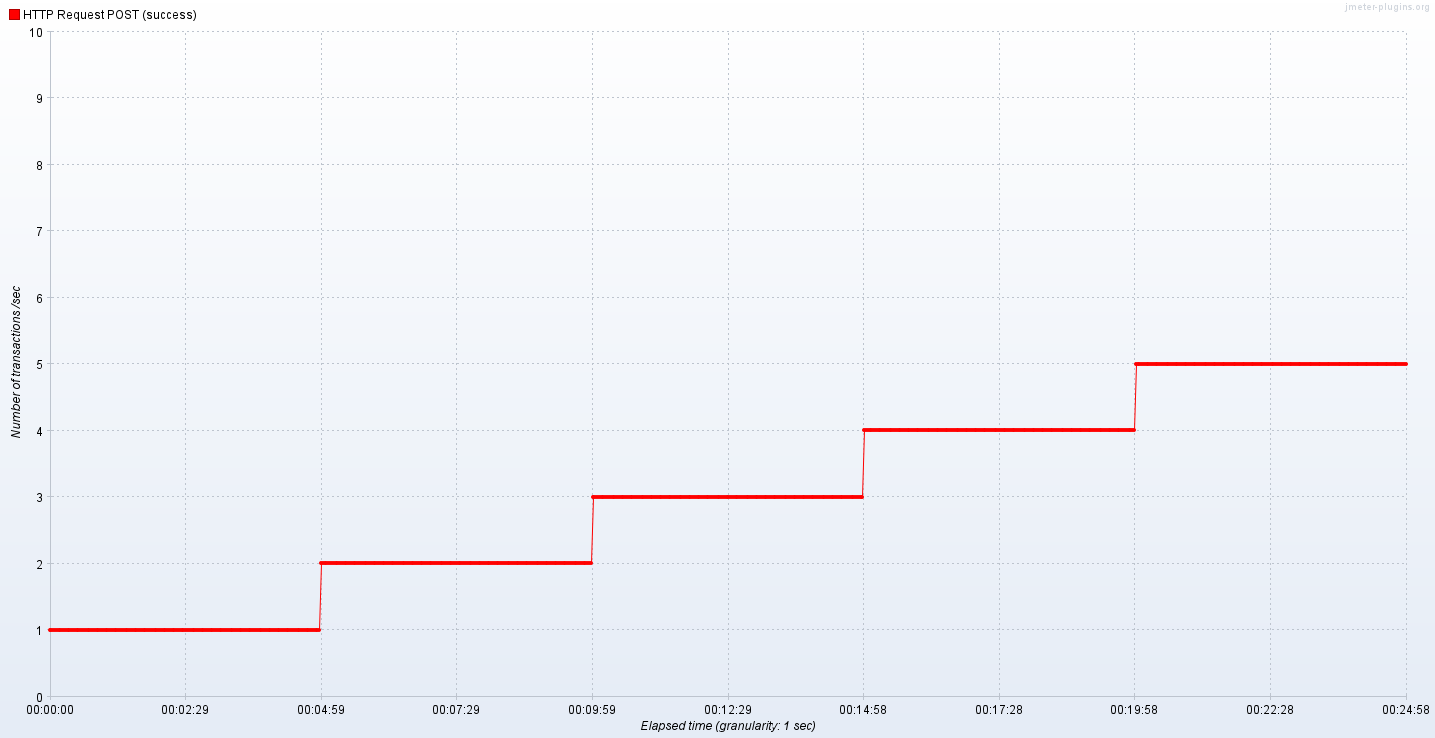 HTTP Request POST (success)
jmeter-plugins.org
10
9
8
7
6
5
4
3
2
1
0
Number of transactions /sec
00:00:00 00:02:29 00:04:59 00:07:29 00:09:59 00:12:29 00:14:58 00:17:28 00:19:58 00:22:28 00:24:58
Elapsed time (granularity: 1 sec)